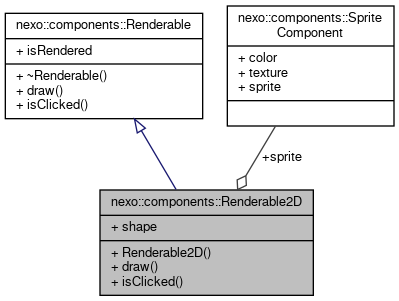 nexo::components::Renderable
+ isRendered
+ ~Renderable()
+ draw()
+ isClicked()
nexo::components::Sprite
Component
+ color
+ texture
+ sprite
+sprite
nexo::components::Renderable2D
+ shape
+ Renderable2D()
+ draw()
+ isClicked()